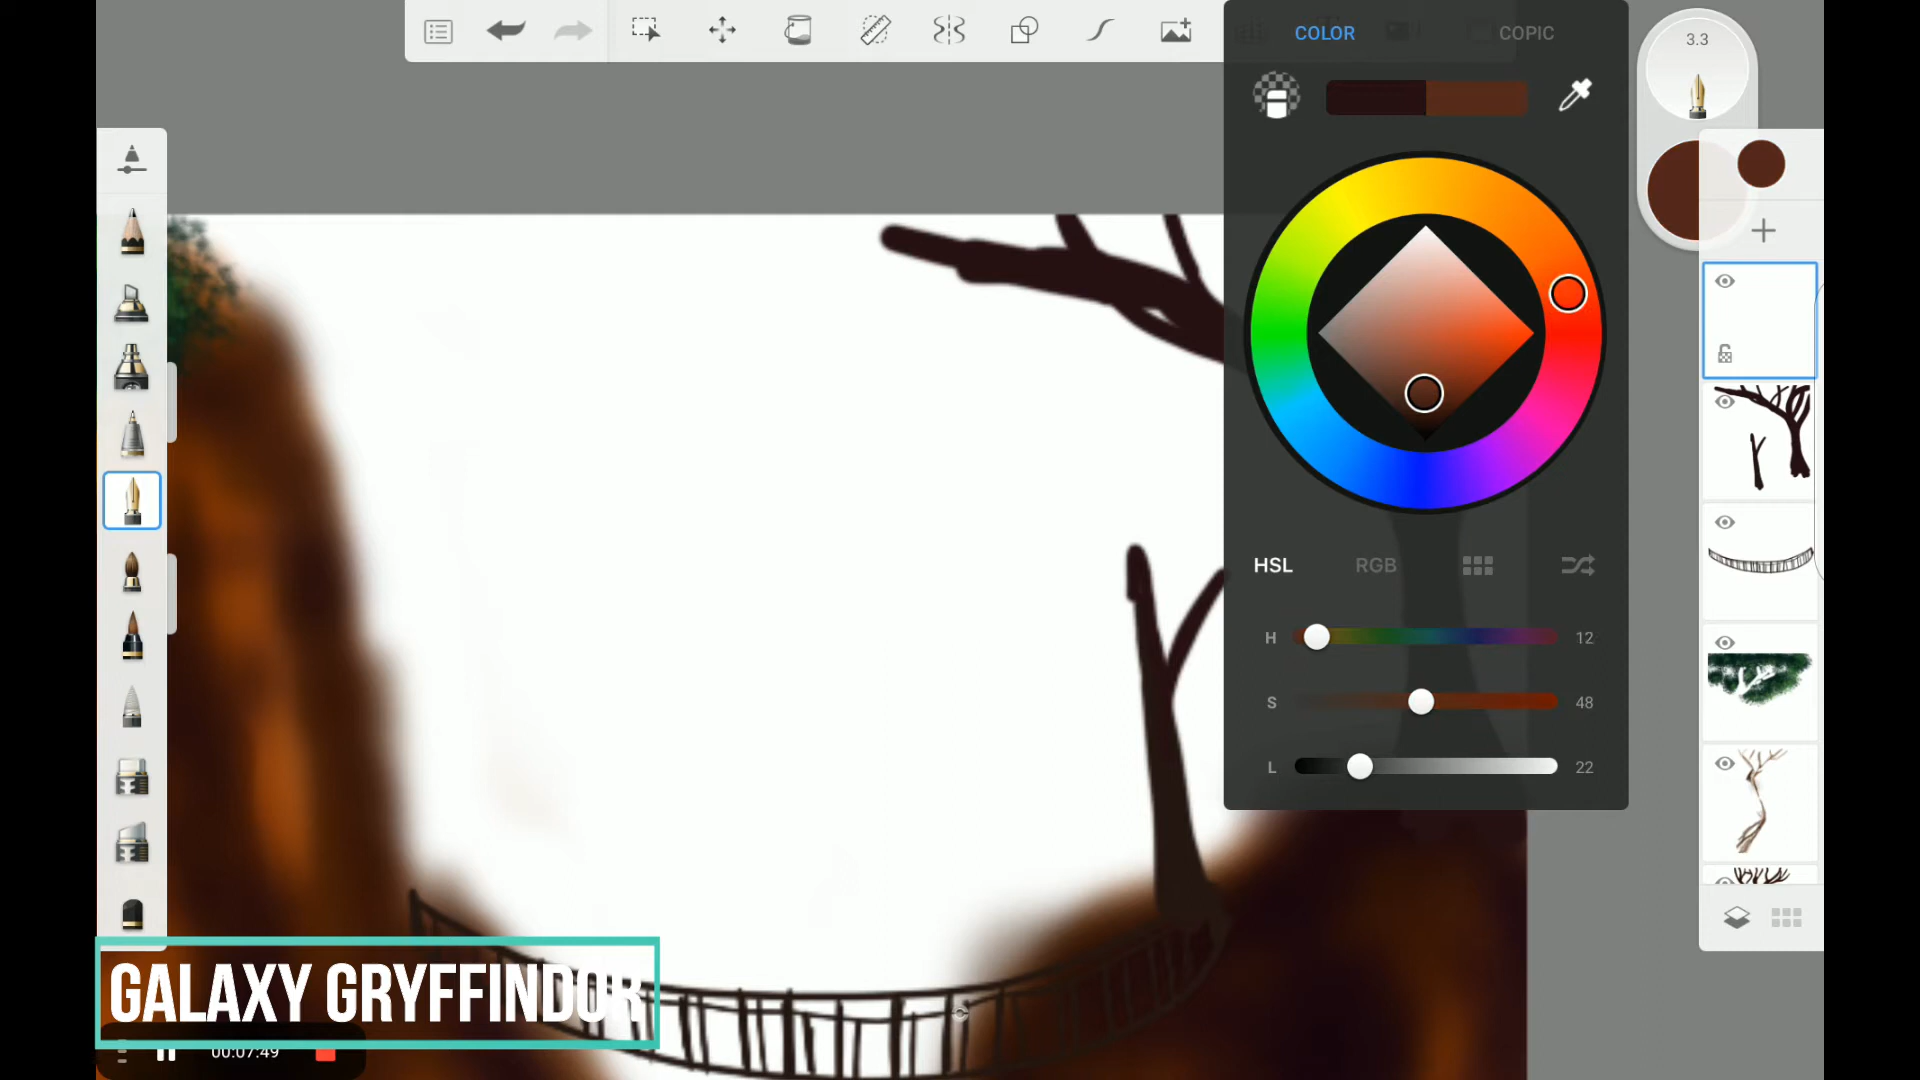 COLOR
COPIC
3.3
HSL
RGB
H
12
S
48
L
22
GALAXY GRYFFINDOR
00:07:49